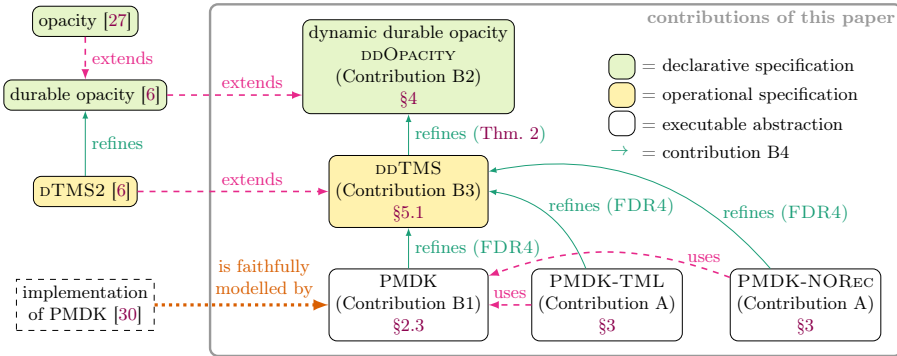 opacity [27]
extends
durable opacity [6]
refines
DTMS2 [6]
implementation
of PMDK [30]
is faithfully
modelled by
extends
extends
contributions of this paper
dynamic durable opacity
DDOPACITY
(Contribution B2)
§4
refines (Thm. 2)
DDTMS
(Contribution B3)
§5.1
refines (FDR4)
refines (FDR4)
refines (FDR4)
PMDK
(Contribution B1)
§2.3
uses
uses
PMDK-TML
(Contribution A)
§3
PMDK-NOREC
(Contribution A)
§3
= declarative specification
= operational specification
= executable abstraction
→ = contribution B4